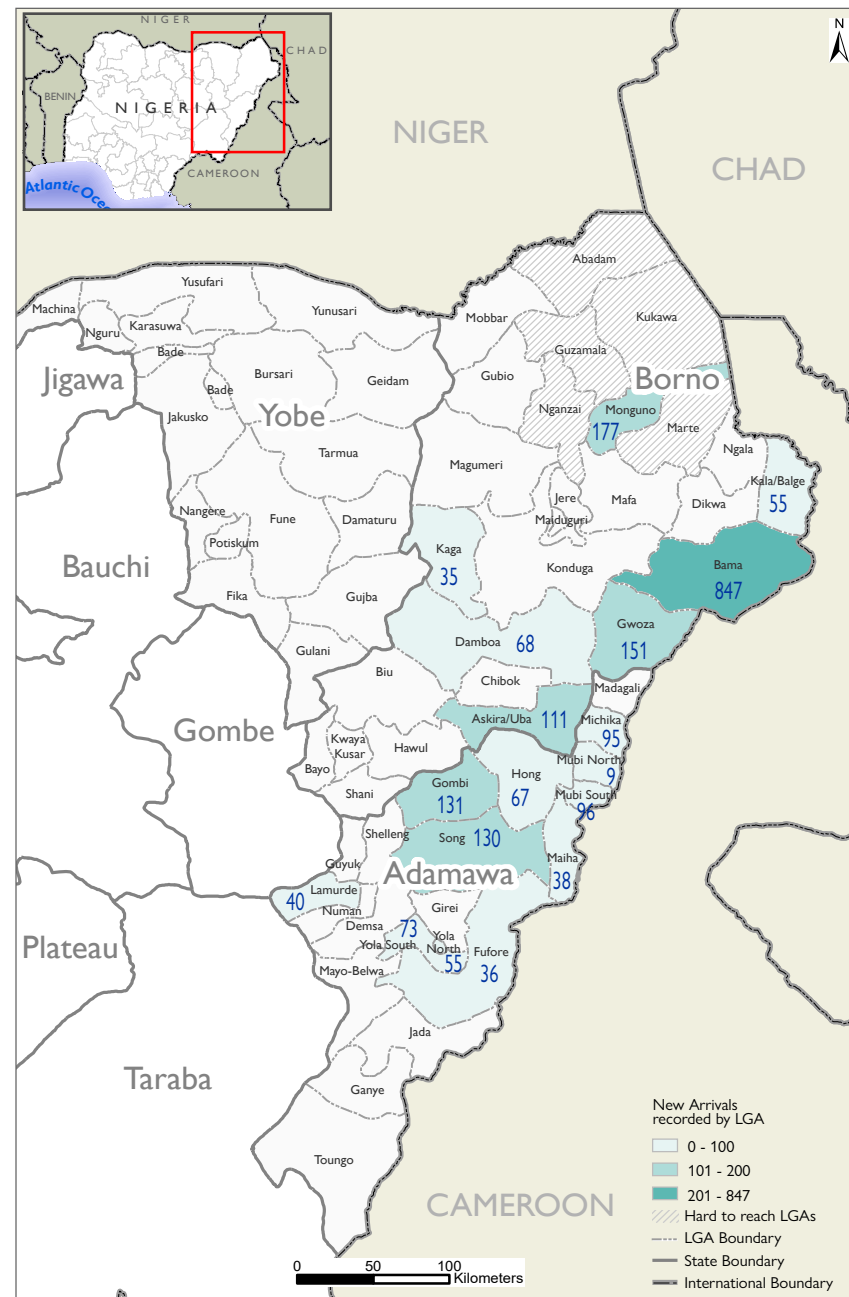 NIGER
CHAD
BENIN
NIGERIA
CAMEROON
Atlantic Oce
N
NIGER
CHAD
Abadam
Yusufari
Machina
Yunusari
Kukawa
Mobbar
Karasuwa
Nguru
Guzamala
Bade
Jigawa
Bursari
Geidam
Gubio
Borno
Bade
Nganzai
Monguno
177
Yobe
Jakusko
Marte
Tarmua
Ngala
Magumeri
Kala/Balge
55
Jere
Mafa
Dikwa
Nangere
Fune
Damaturu
Maiduguri
Potiskum
Kaga
35
Bauchi
Konduga
Bama
847
Fika
Gujba
Gwoza
151
Damboa
68
Gulani
Biu
Chibok
Madagali
Askira/Uba
111
Michika
95
Gombe
Kwaya
Kusar
Hawul
Mubi North
9
Bayo
Hong
67
Gombi
131
Shani
Mubi South
96
Shelleng
Song
130
Maiha
38
Guyuk
Adamawa
Lamurde
40
Numan
Girei
Demsa
73
Yola
North
55
Yola South
Fufore
36
Plateau
Mayo-Belwa
Jada
Taraba
Ganye
Toungo
CAMEROON
New Arrivals
recorded by LGA
0 - 100
101 - 200
201 - 847
Hard to reach LGAs
LGA Boundary
State Boundary
International Boundary
0 50 100
Kilometers